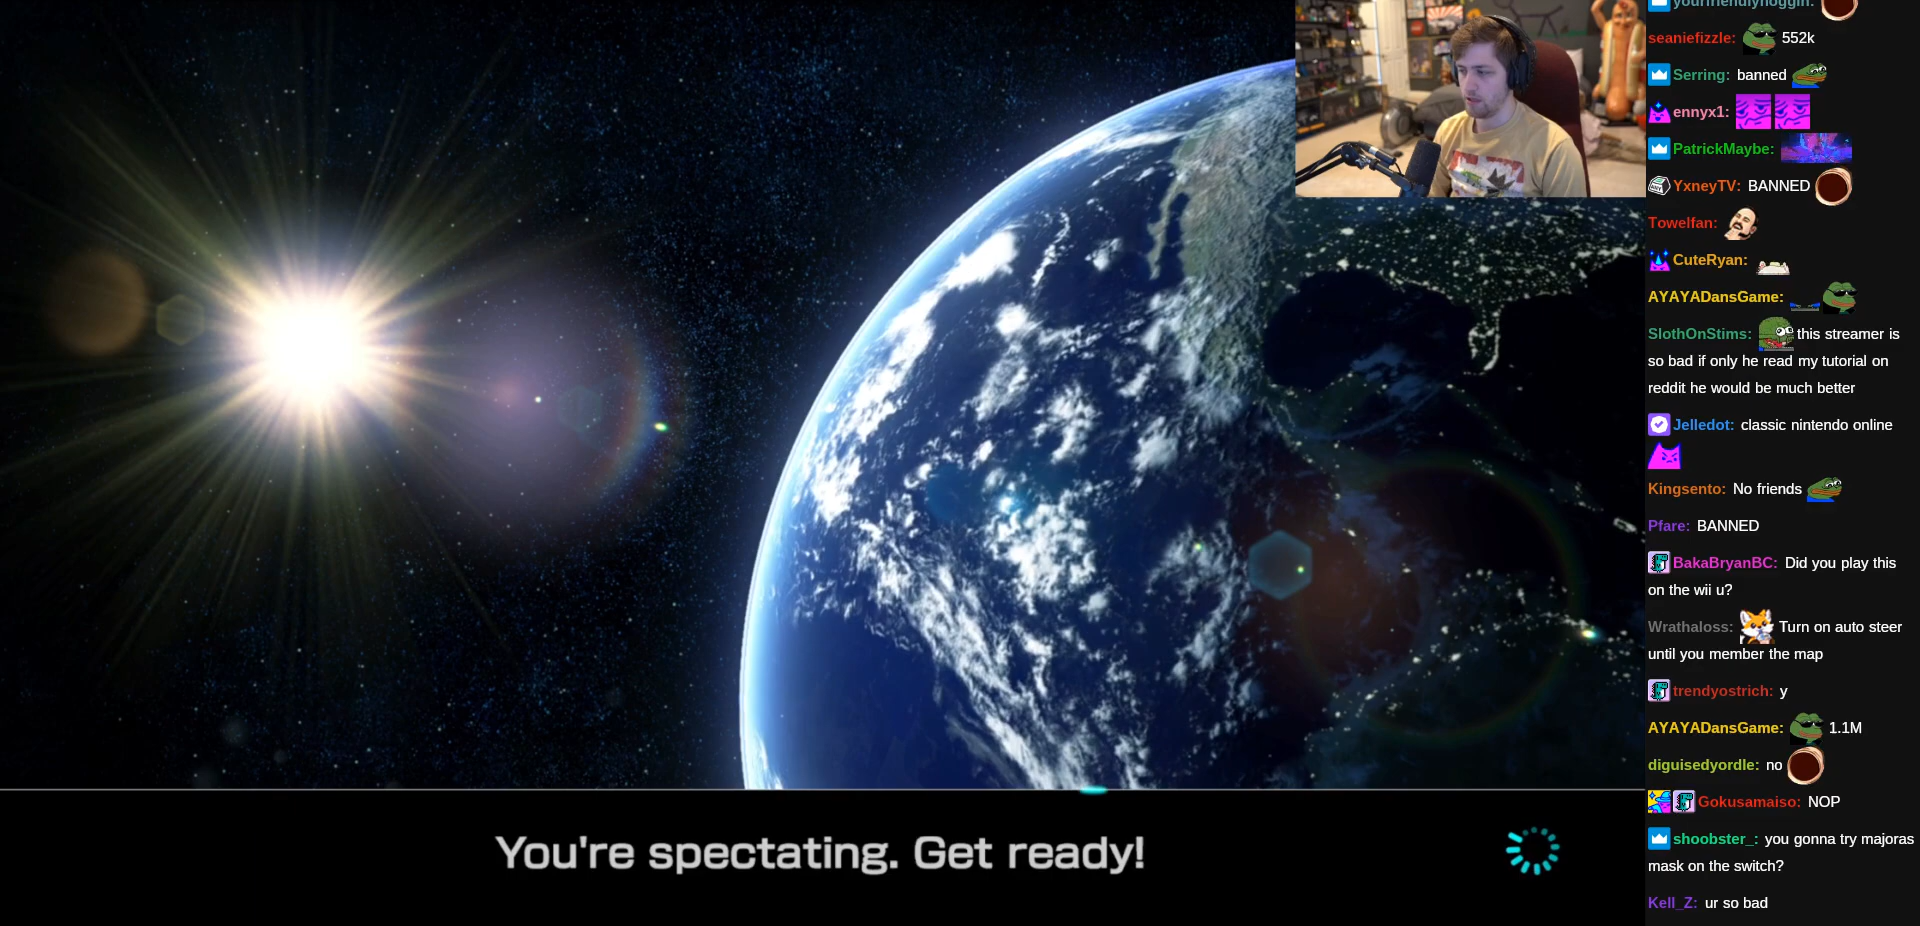 yourfriendlynoggin:
seaniefizzle: 552k
Serring: banned
ennyx1:
PatrickMaybe:
YxneyTV: BANNED
Towelfan:
CuteRyan:
AYAYADansGame:
SlothOnStims: this streamer is
so bad if only he read my tutorial on
reddit he would be much better
Jelledot: classic nintendo online
Kingsento: No friends
Pfare: BANNED
BakaBryanBC: Did you play this
on the wii u?
Wrathaloss: Turn on auto steer
until you member the map
trendyostrich: y
AYAYADansGame: 1.1M
diguisedyordle: no
Gokusamaiso: NOP
shoobster_: you gonna try majoras
mask on the switch?
Kell_Z: ur so bad
You're spectating. Get ready!